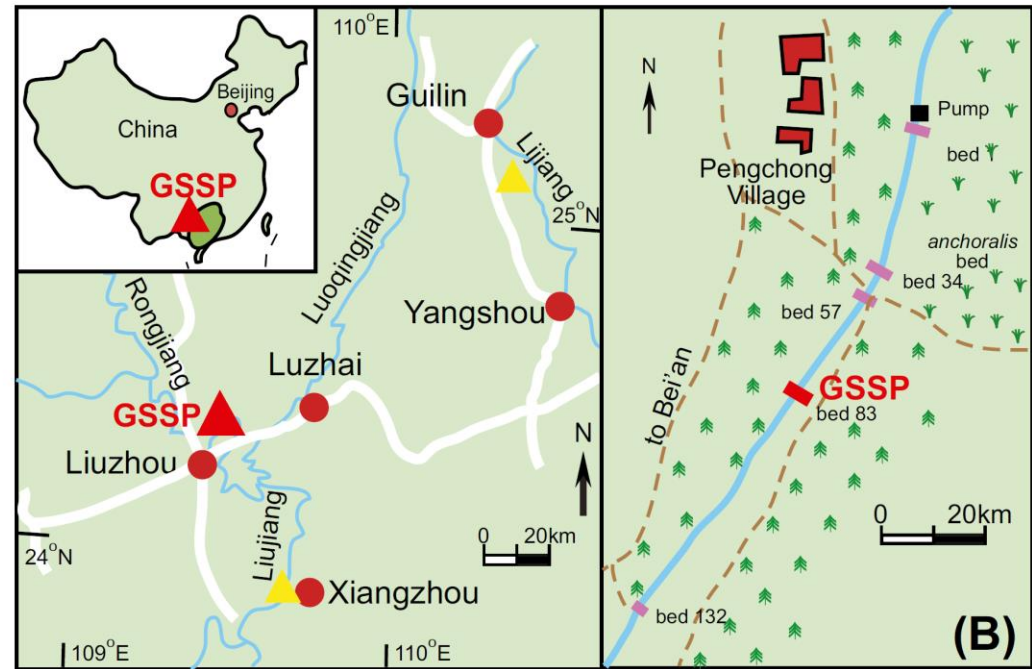 Beijing
China
GSSP
110°E
Guilin
Lijiang
25°N
Luoqingjiang
Rongjiang
Yangshou
Luzhai
GSSP
Liuzhou
N
24°N
Liujiang
0 20km
Xiangzhou
109°E
110°E
N
Pengchong
Village
Pump
bed
anchoralis
bed
bed 34
bed 57
to Bei'an
GSSP
bed 83
0 20km
bed 132
(B)